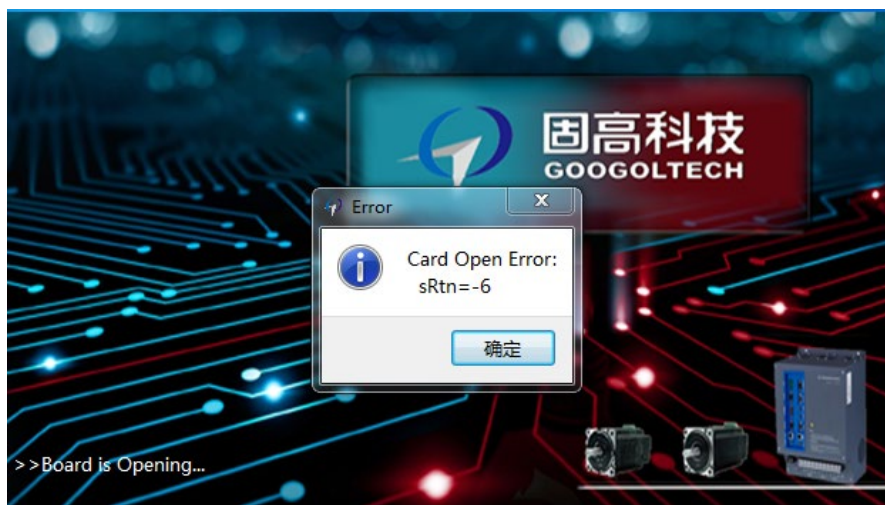 固高科技
GOOGOLTECH
Error
Card Open Error:
sRtn=-6
确定
>>Board is Opening...